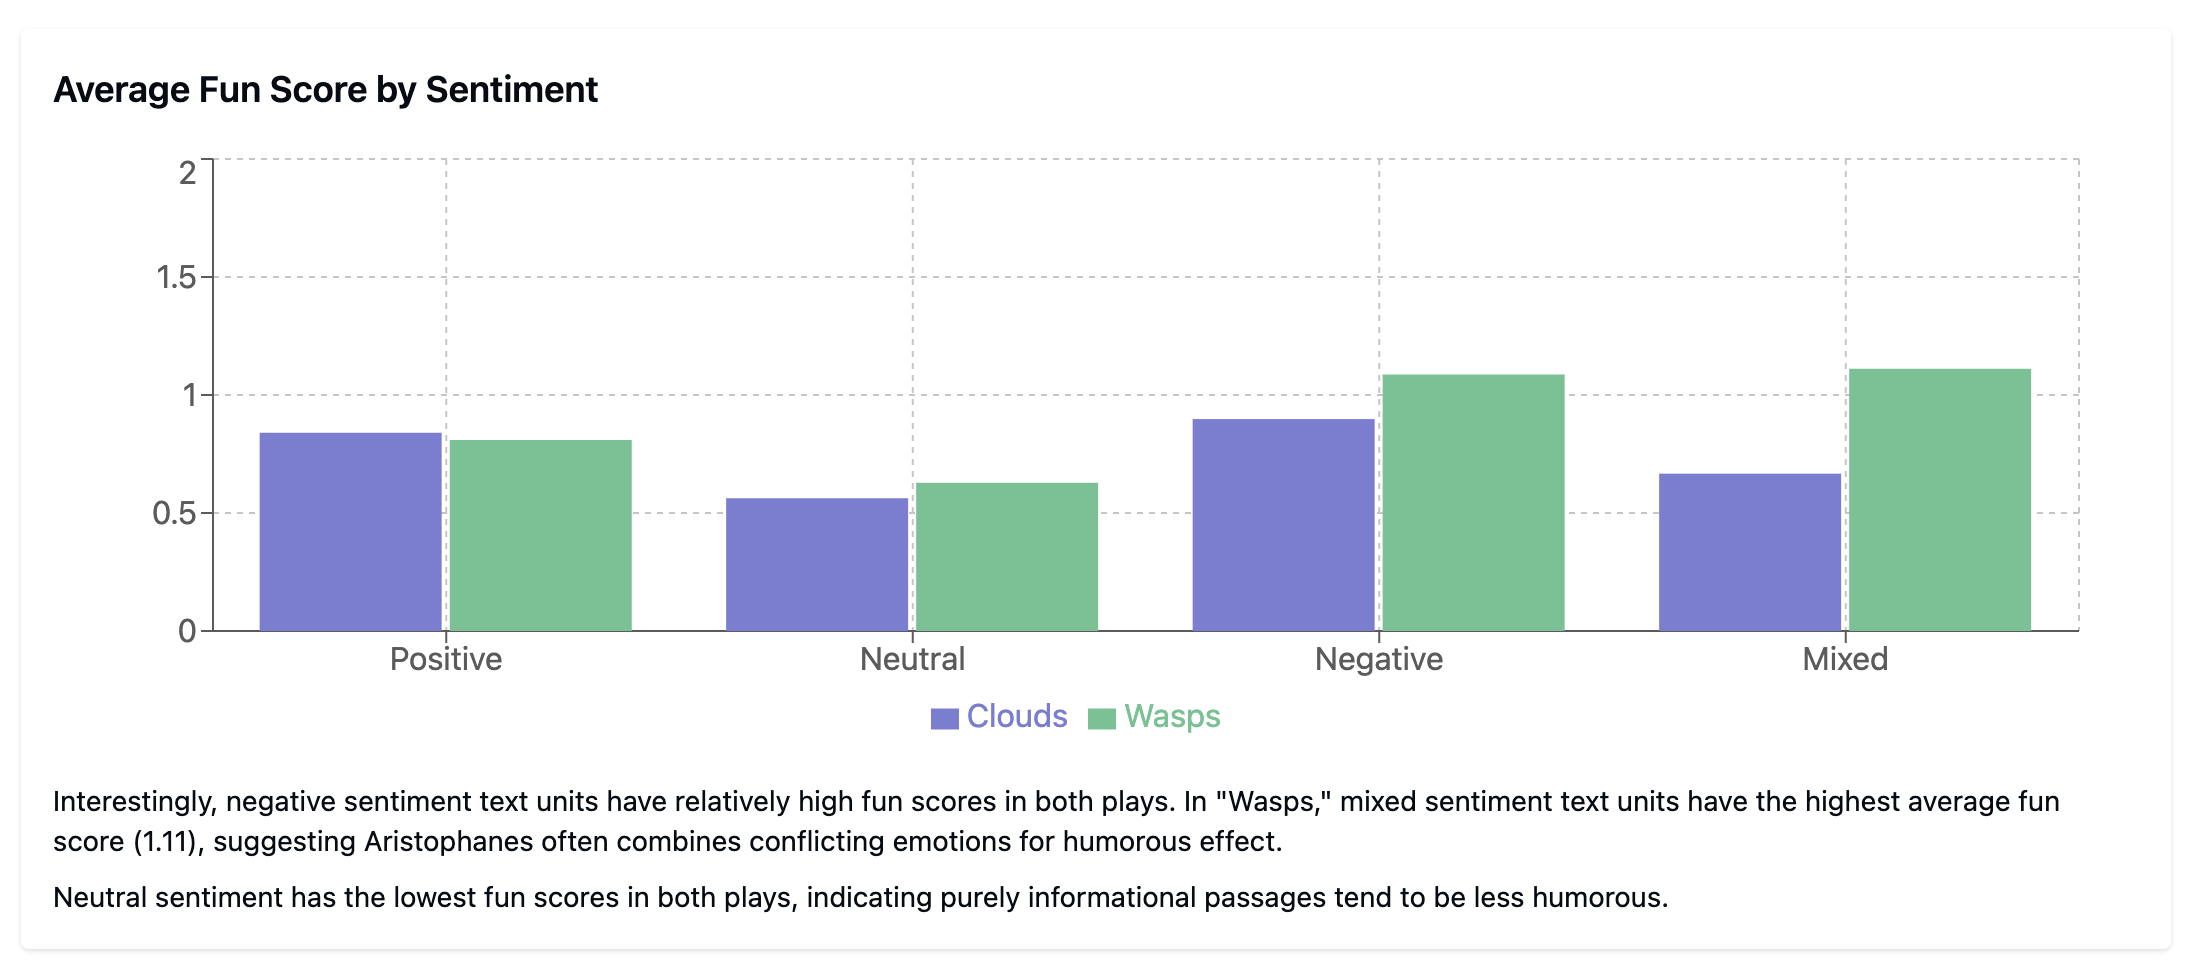 Average Fun Score by Sentiment
2
1.5
1
0.5
0
Positive Neutral Negative Mixed
Clouds Wasps
Interestingly, negative sentiment text units have relatively high fun scores in both plays. In "Wasps," mixed sentiment text units have the highest average fun
score (1.11), suggesting Aristophanes often combines conflicting emotions for humorous effect.
Neutral sentiment has the lowest fun scores in both plays, indicating purely informational passages tend to be less humorous.